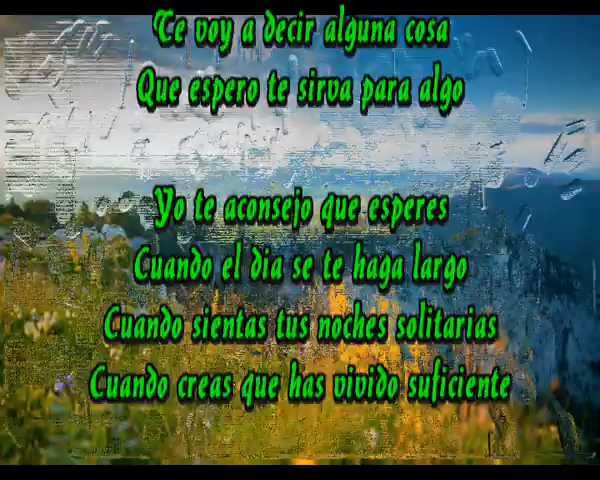 Te voy a decir alguna cosa
Que espero te sirva para algo
Yo te aconsejo que esperes
Cuando el dia se te haga largo
Cuando sientas tus noches solitarias
Cuando creas que has vivido suficiente